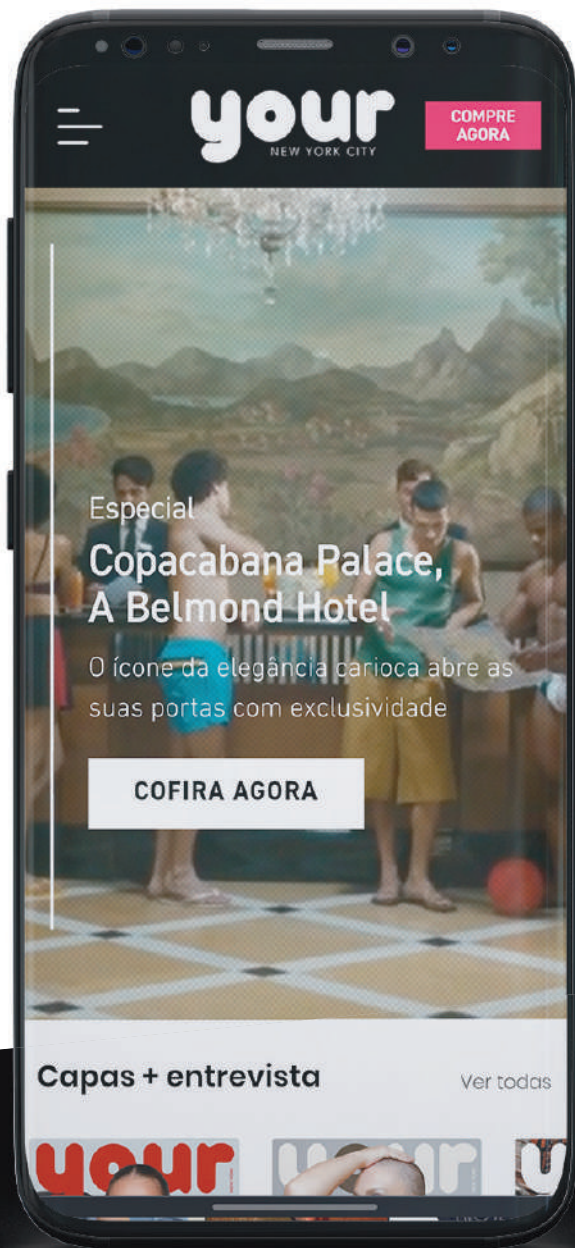 your
NEW YORK CITY
COMPRE
AGORA
Especial
Copacabana Palace,
A Belmond Hotel
O ícone da elegância carioca abre as
suas portas com exclusividade
COFIRA AGORA
Capas + entrevista
Ver todas
your
your